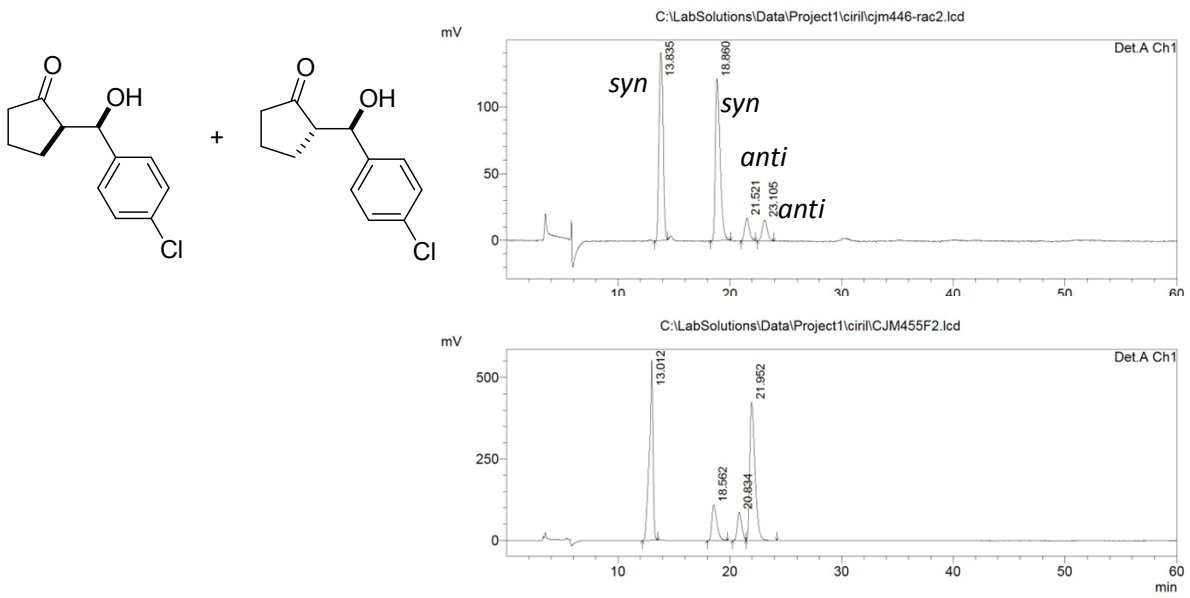 C:\LabSolutions\Data\Project1\ciril\cjm446-rac2.lcd
mV
Det.A Ch1
O
OH
Cl
+
O
OH
Cl
13.835
18.860
21.521
23.105
syn
syn
anti
anti
100
50
0
10 20 30 40 50 60
C:\LabSolutions\Data\Project1\ciril\CJM455F2.lcd
mV
Det.A Ch1
13.012
18.562
20.834
21.952
500
250
0
10 20 30 40 50 60
min